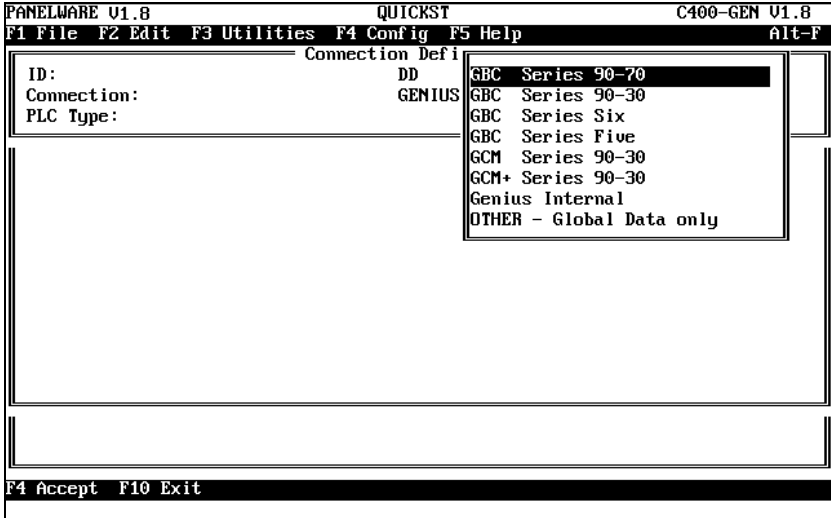 PANELWARE V1.8 QUICKST C400-GEN V1.8
F1 File F2 Edit F3 Utilities F4 Config F5 Help Alt-F
Connection Defi
ID: DD
Connection: GENIUS
PLC Type:
GBC Series 90-70
GBC Series 90-30
GBC Series Six
GBC Series Five
GCM Series 90-30
GCM+ Series 90-30
Genius Internal
OTHER - Global Data only
F4 Accept F10 Exit